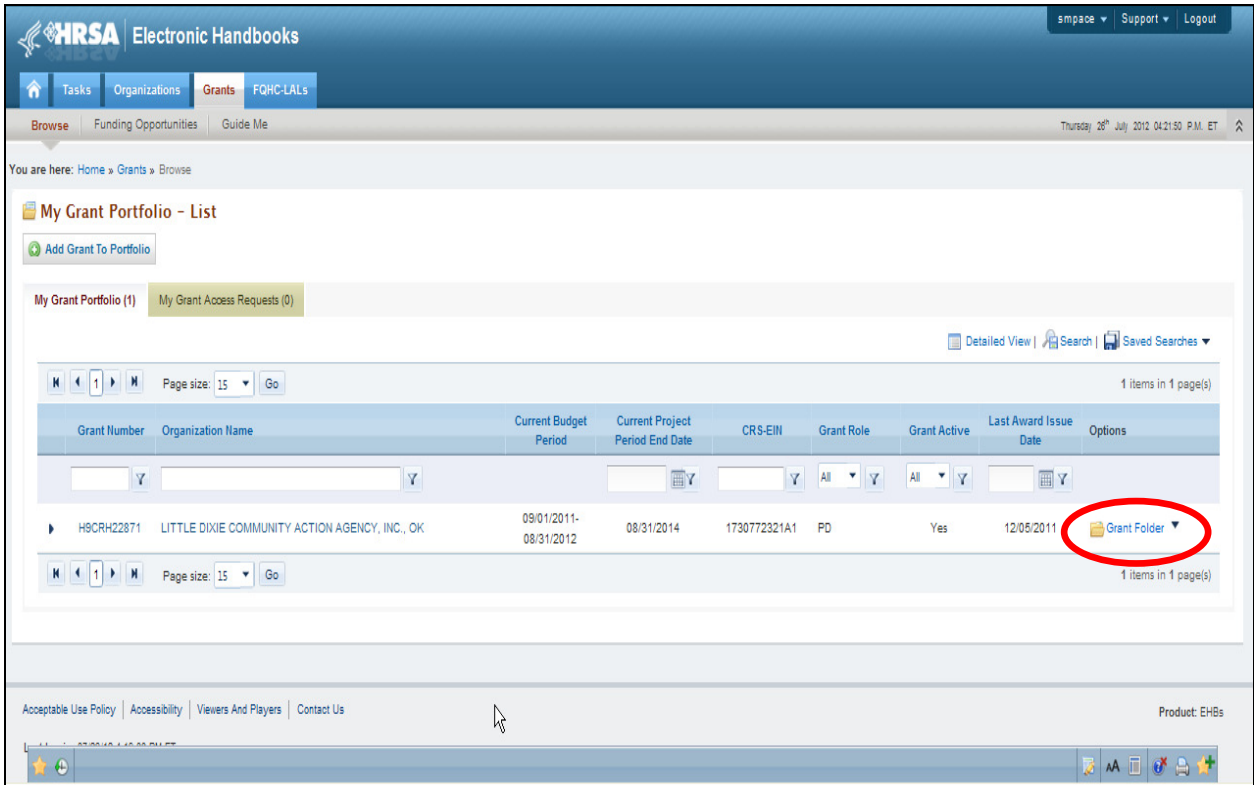 smpace Support Logout
HRSA Electronic Handbooks
Tasks Organizations Grants FQHC-LALs
Browse Funding Opportunities Guide Me Thursday 26th July 2012 04:21:50 P.M. ET
You are here: Home » Grants » Browse
My Grant Portfolio - List
Add Grant To Portfolio
My Grant Portfolio (1) My Grant Access Requests (0)
Detailed View | Search | Saved Searches
1 Page size: 15 Go 1 items in 1 page(s)
Grant Number Organization Name Current Budget Period Current Project Period End Date CRS-EIN Grant Role Grant Active Last Award Issue Date Options
All All
H9CRH22871 LITTLE DIXIE COMMUNITY ACTION AGENCY, INC., OK 09/01/2011-08/31/2012 08/31/2014 1730772321A1 PD Yes 12/05/2011 Grant Folder
1 Page size: 15 Go 1 items in 1 page(s)
Acceptable Use Policy | Accessibility | Viewers And Players | Contact Us Product: EHBs
AA